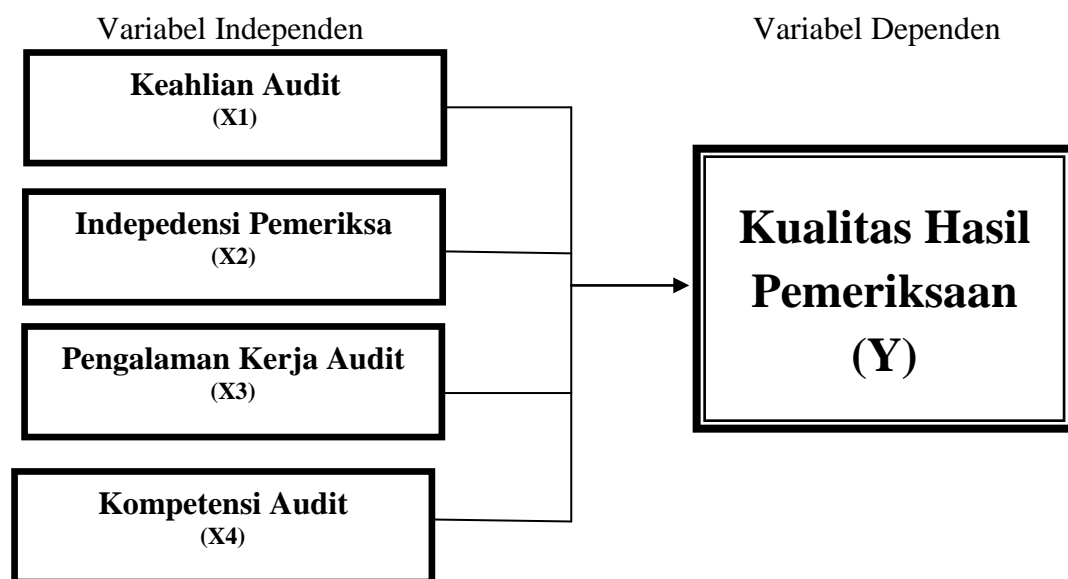 Variabel Independen
Variabel Dependen
Keahlian Audit
(X1)
Indepedensi Pemeriksa
(X2)
Pengalaman Kerja Audit
(X3)
Kompetensi Audit
(X4)
Kualitas Hasil
Pemeriksaan
(Y)